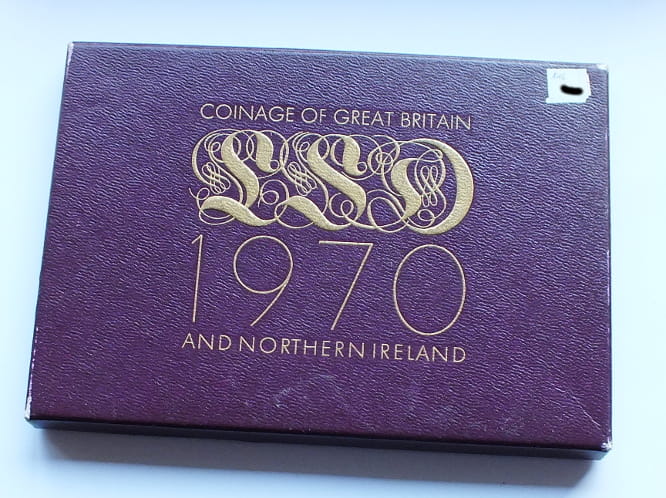 COINAGE OF GREAT BRITAIN
LSD
1970
AND NORTHERN IRELAND